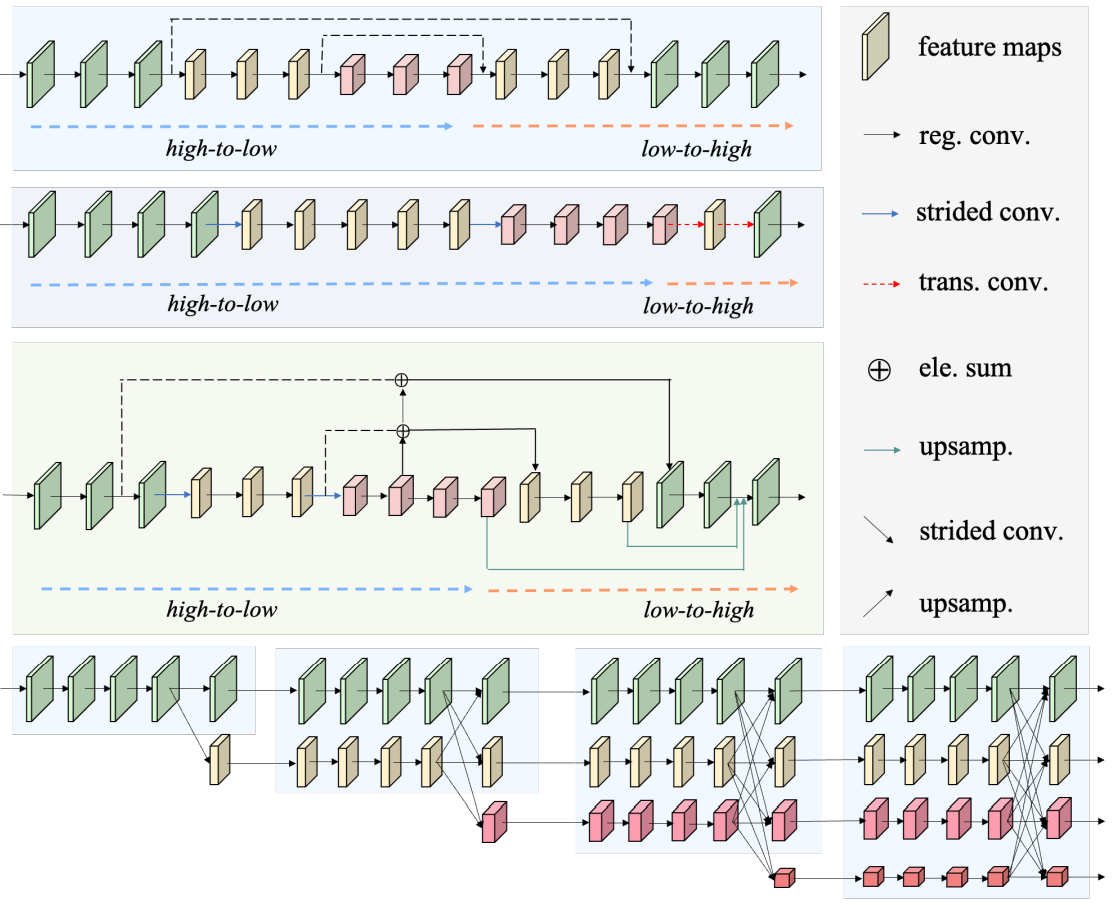 high-to-low
low-to-high
high-to-low
low-to-high
high-to-low
low-to-high
feature maps
reg. conv.
strided conv.
trans. conv.
ele. sum
upsamp.
strided conv.
upsamp.